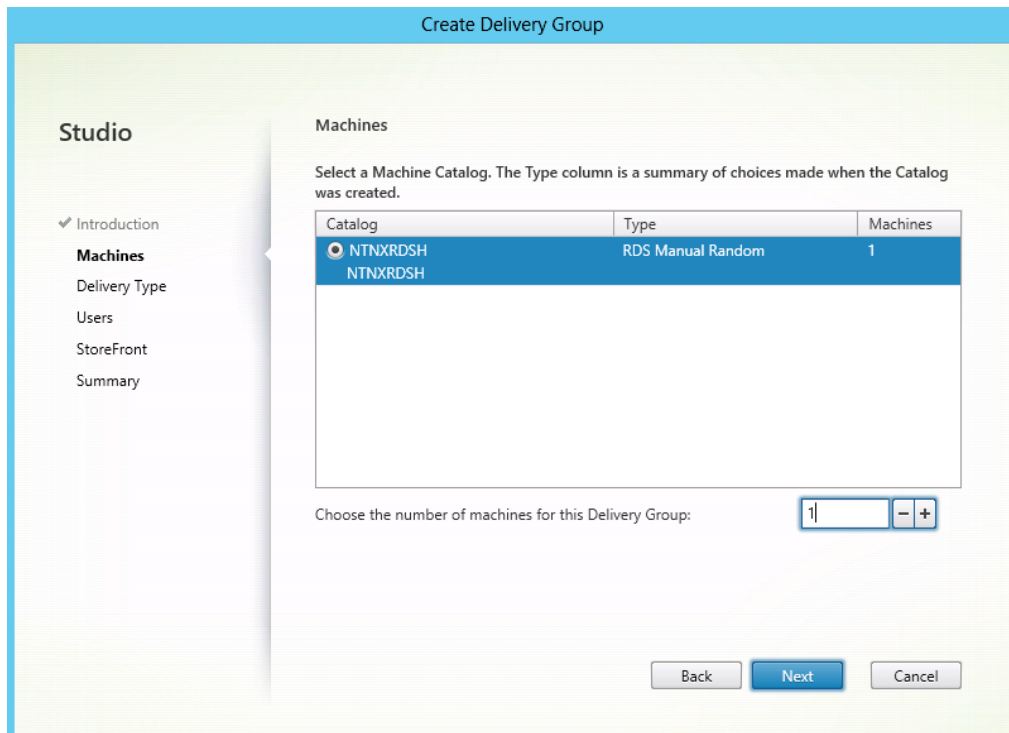 Create Delivery Group
Studio
Introduction
Machines
Delivery Type
Users
StoreFront
Summary
Machines
Select a Machine Catalog. The Type column is a summary of choices made when the Catalog
was created.
Catalog Type Machines
NTNXRDSH RDS Manual Random 1
NTNXRDSH
Choose the number of machines for this Delivery Group: 1 − +
Back Next Cancel